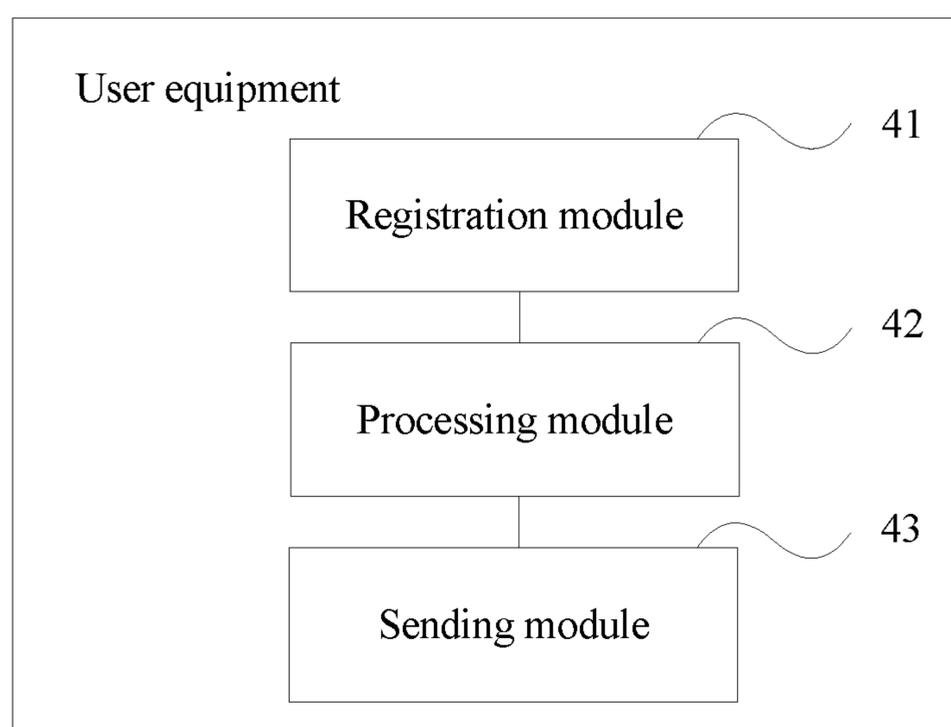 User equipment
41
Registration module
42
Processing module
43
Sending module